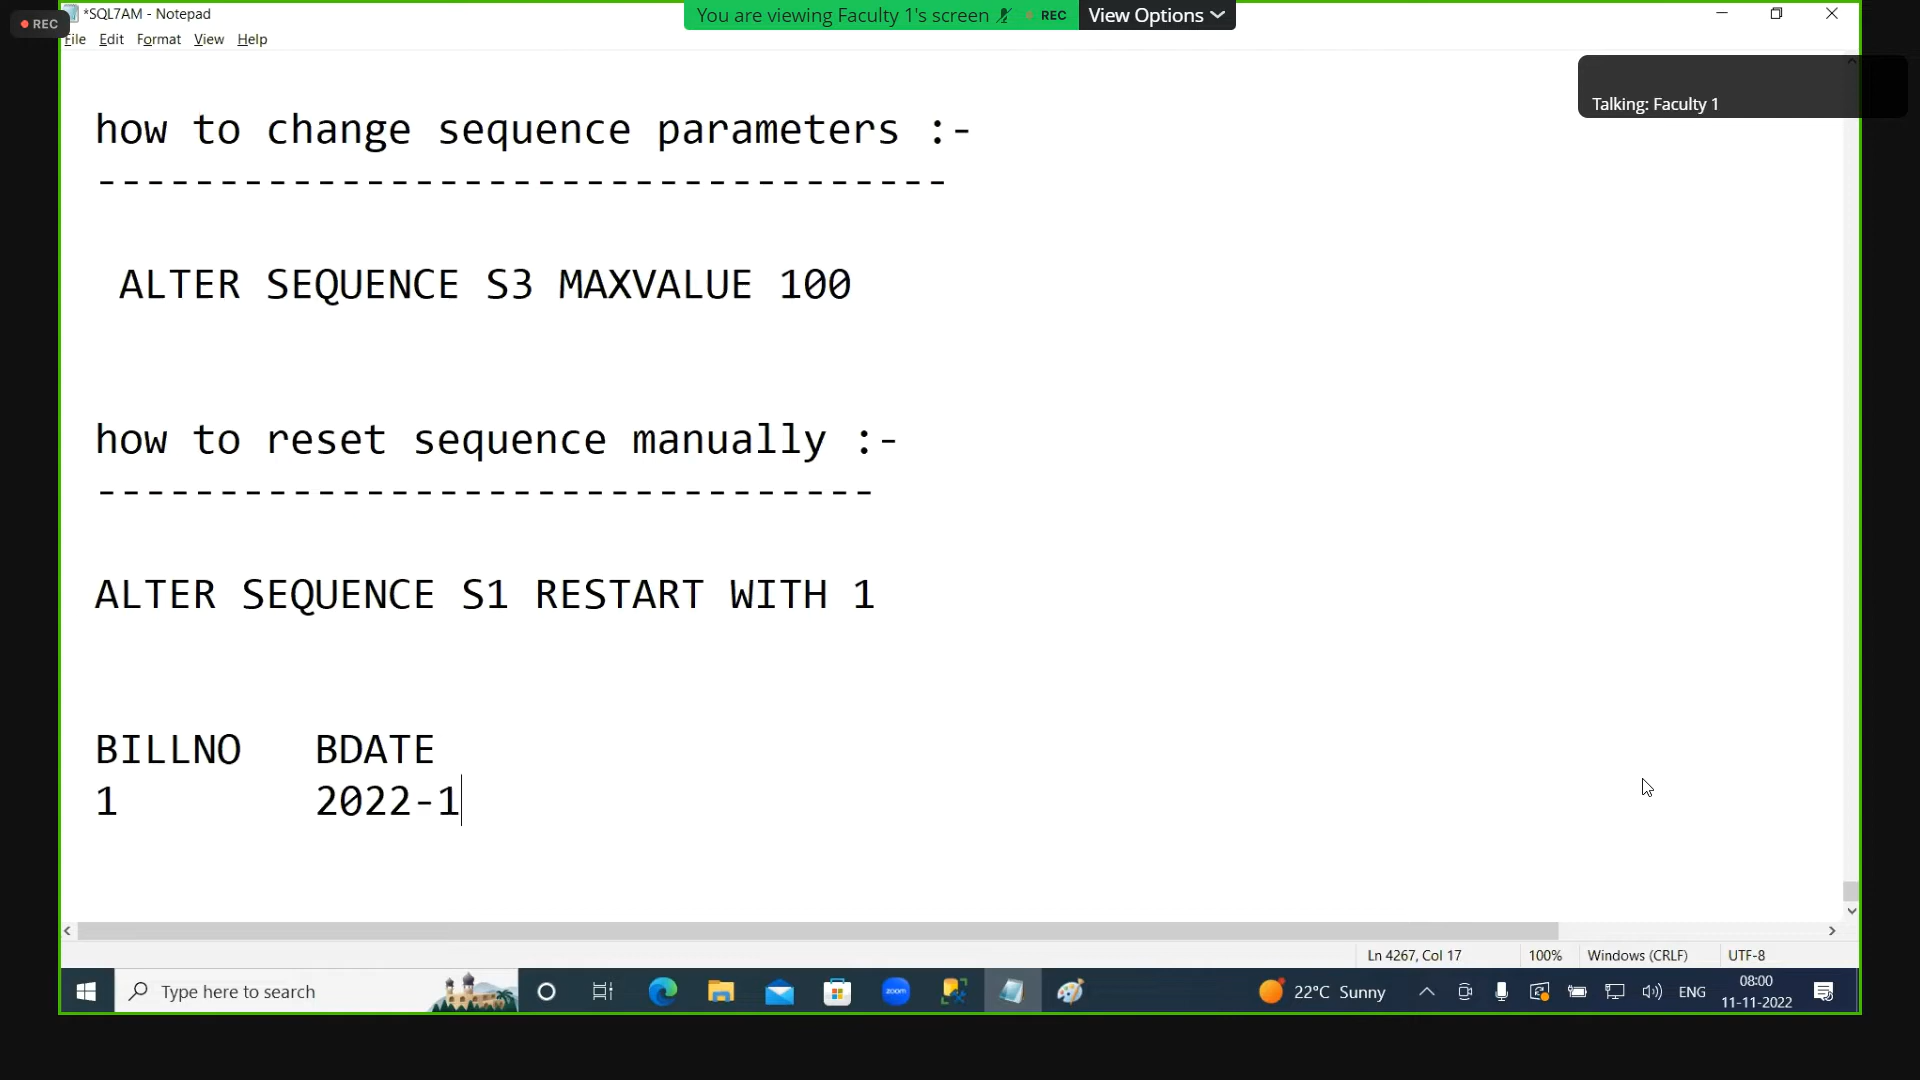 REC
*SQL7AM - Notepad
You are viewing Faculty 1's screen REC View Options
File Edit Format View Help
Talking: Faculty 1
how to change sequence parameters :-
-----------------------------------
ALTER SEQUENCE S3 MAXVALUE 100
how to reset sequence manually :-
--------------------------------
ALTER SEQUENCE S1 RESTART WITH 1
BILLNO BDATE
1 2022-1
Ln 4267, Col 17 100% Windows (CRLF) UTF-8
Type here to search zoom 22°C Sunny ENG 08:00
11-11-2022